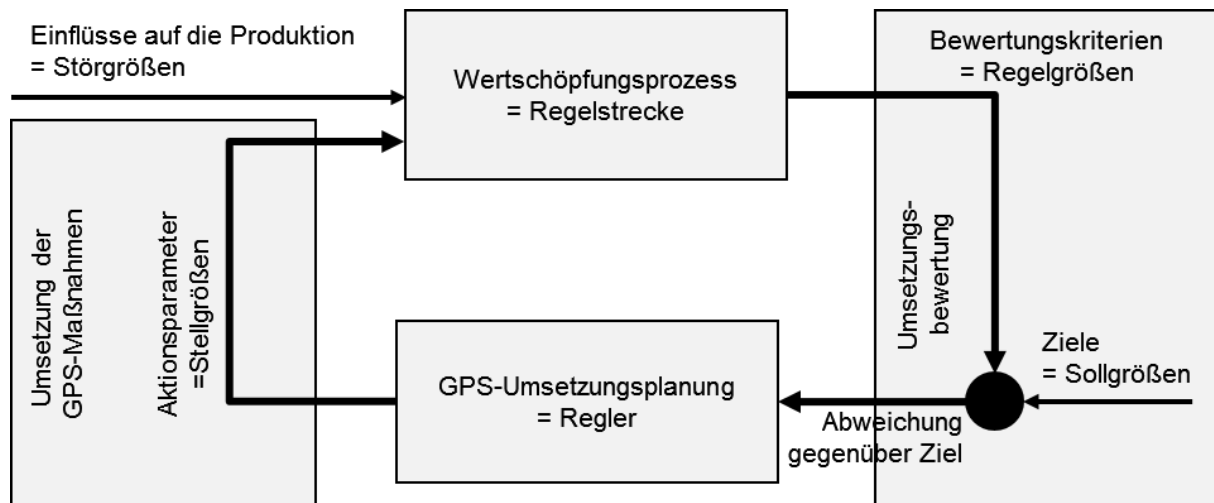 Einflüsse auf die Produktion
= Störgrößen
Wertschöpfungsprozess
= Regelstrecke
Bewertungskriterien
= Regelgrößen
Umsetzung der
GPS-Maßnahmen
Aktionsparameter
=Stellgrößen
Umsetzungs-
bewertung
Ziele
= Sollgrößen
GPS-Umsetzungsplanung
= Regler
Abweichung
gegenüber Ziel